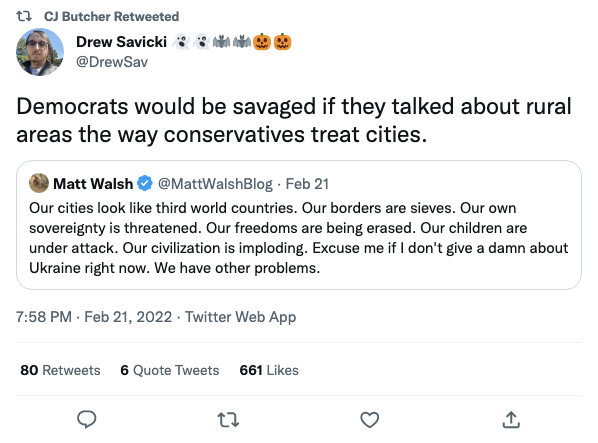 CJ Butcher Retweeted
Drew Savicki 👻👻🦇🦇🎃🎃
@DrewSav
Democrats would be savaged if they talked about rural
areas the way conservatives treat cities.
Matt Walsh @MattWalshBlog · Feb 21
Our cities look like third world countries. Our borders are sieves. Our own
sovereignty is threatened. Our freedoms are being erased. Our children are
under attack. Our civilization is imploding. Excuse me if I don't give a damn about
Ukraine right now. We have other problems.
7:58 PM · Feb 21, 2022 · Twitter Web App
80 Retweets 6 Quote Tweets 661 Likes